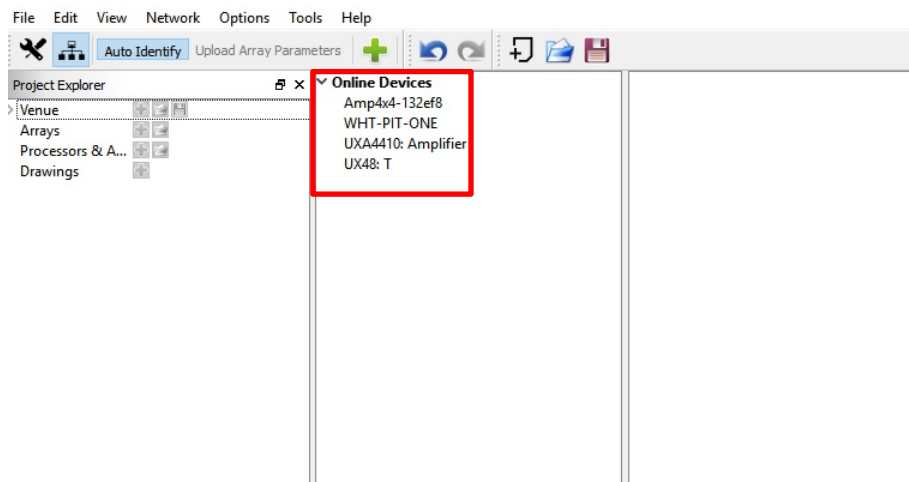 File Edit View Network Options Tools Help
Auto Identify Upload Array Parameters
Project Explorer
Venue
Arrays
Processors & A...
Drawings
Online Devices
Amp4x4-132ef8
WHT-PIT-ONE
UXA4410: Amplifier
UX48: T